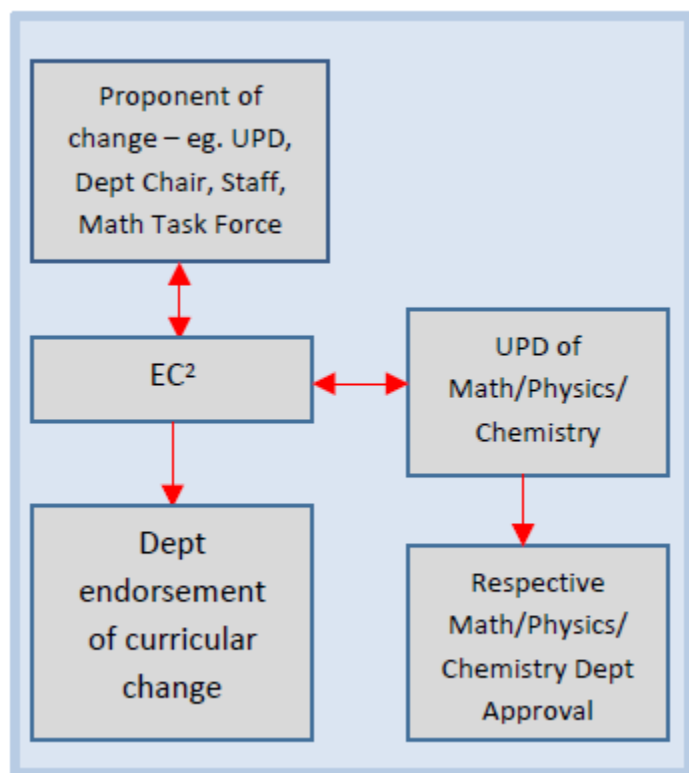 Proponent of
change – eg. UPD,
Dept Chair, Staff,
Math Task Force
EC²
UPD of
Math/Physics/
Chemistry
Dept
endorsement
of curricular
change
Respective
Math/Physics/
Chemistry Dept
Approval